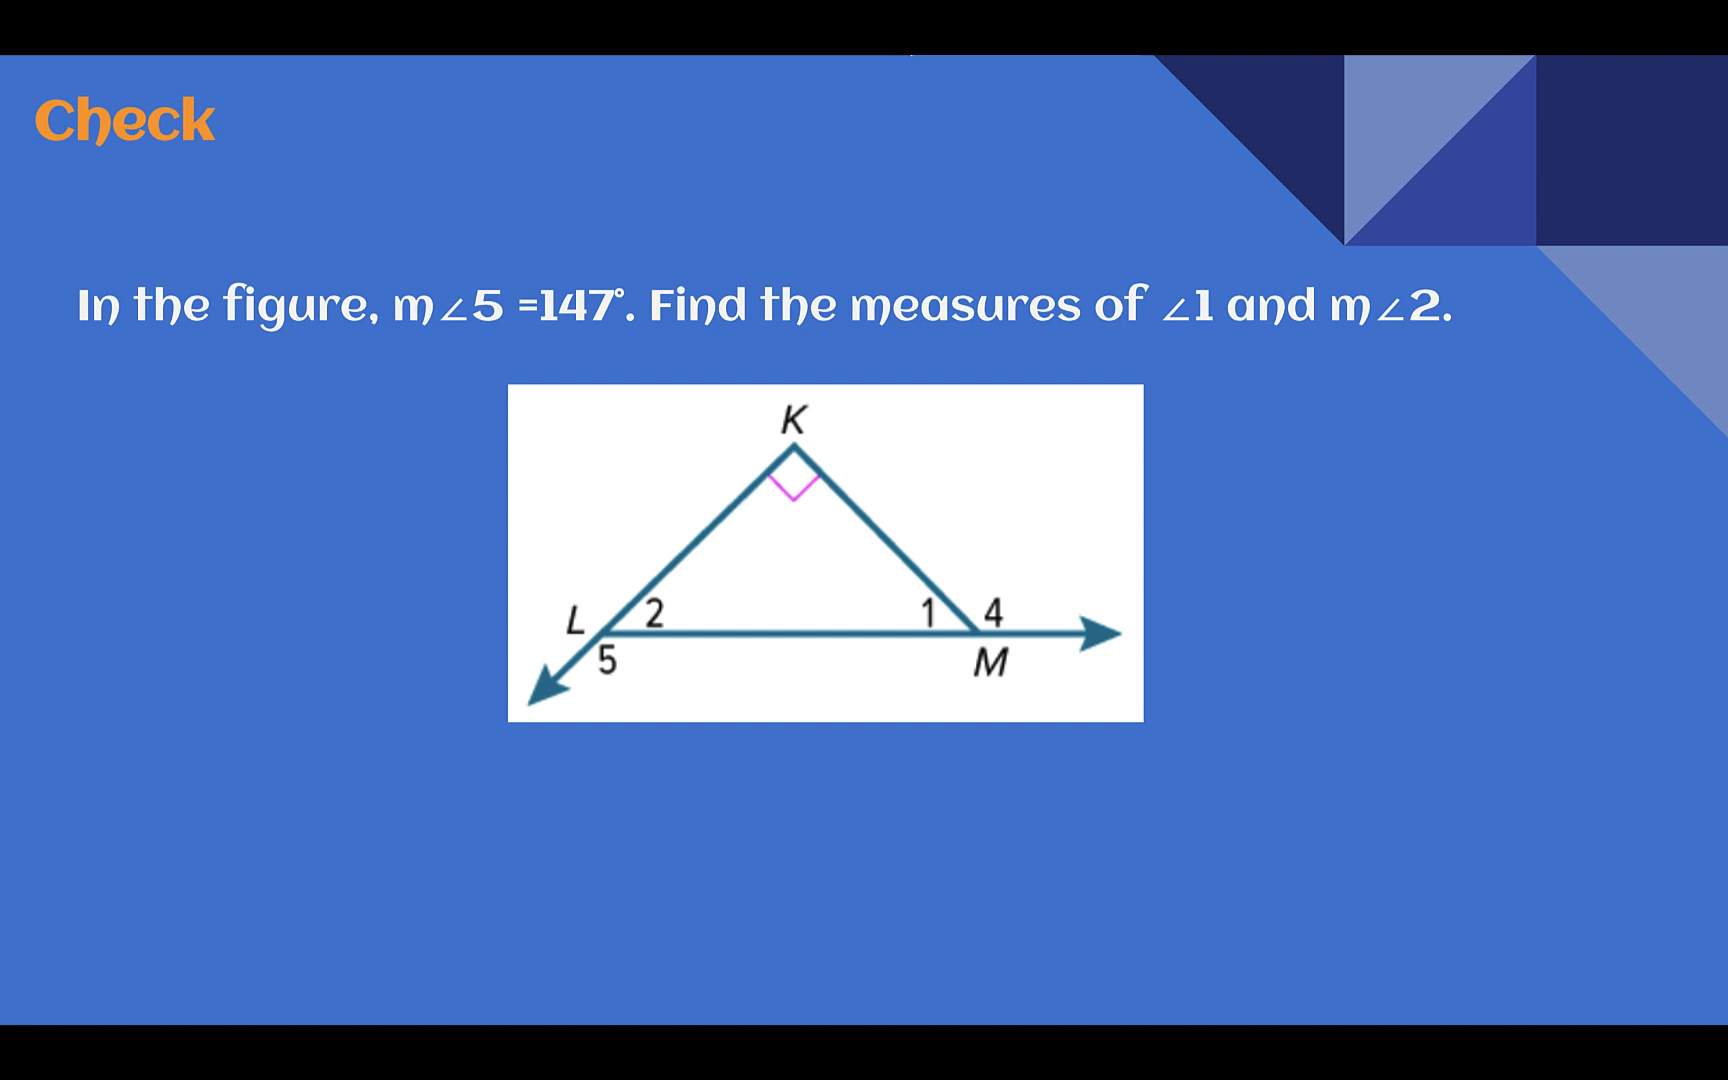 Check
In the figure, m∠5 =147°. Find the measures of ∠1 and m∠2.
K
L 2 1 4
5 M